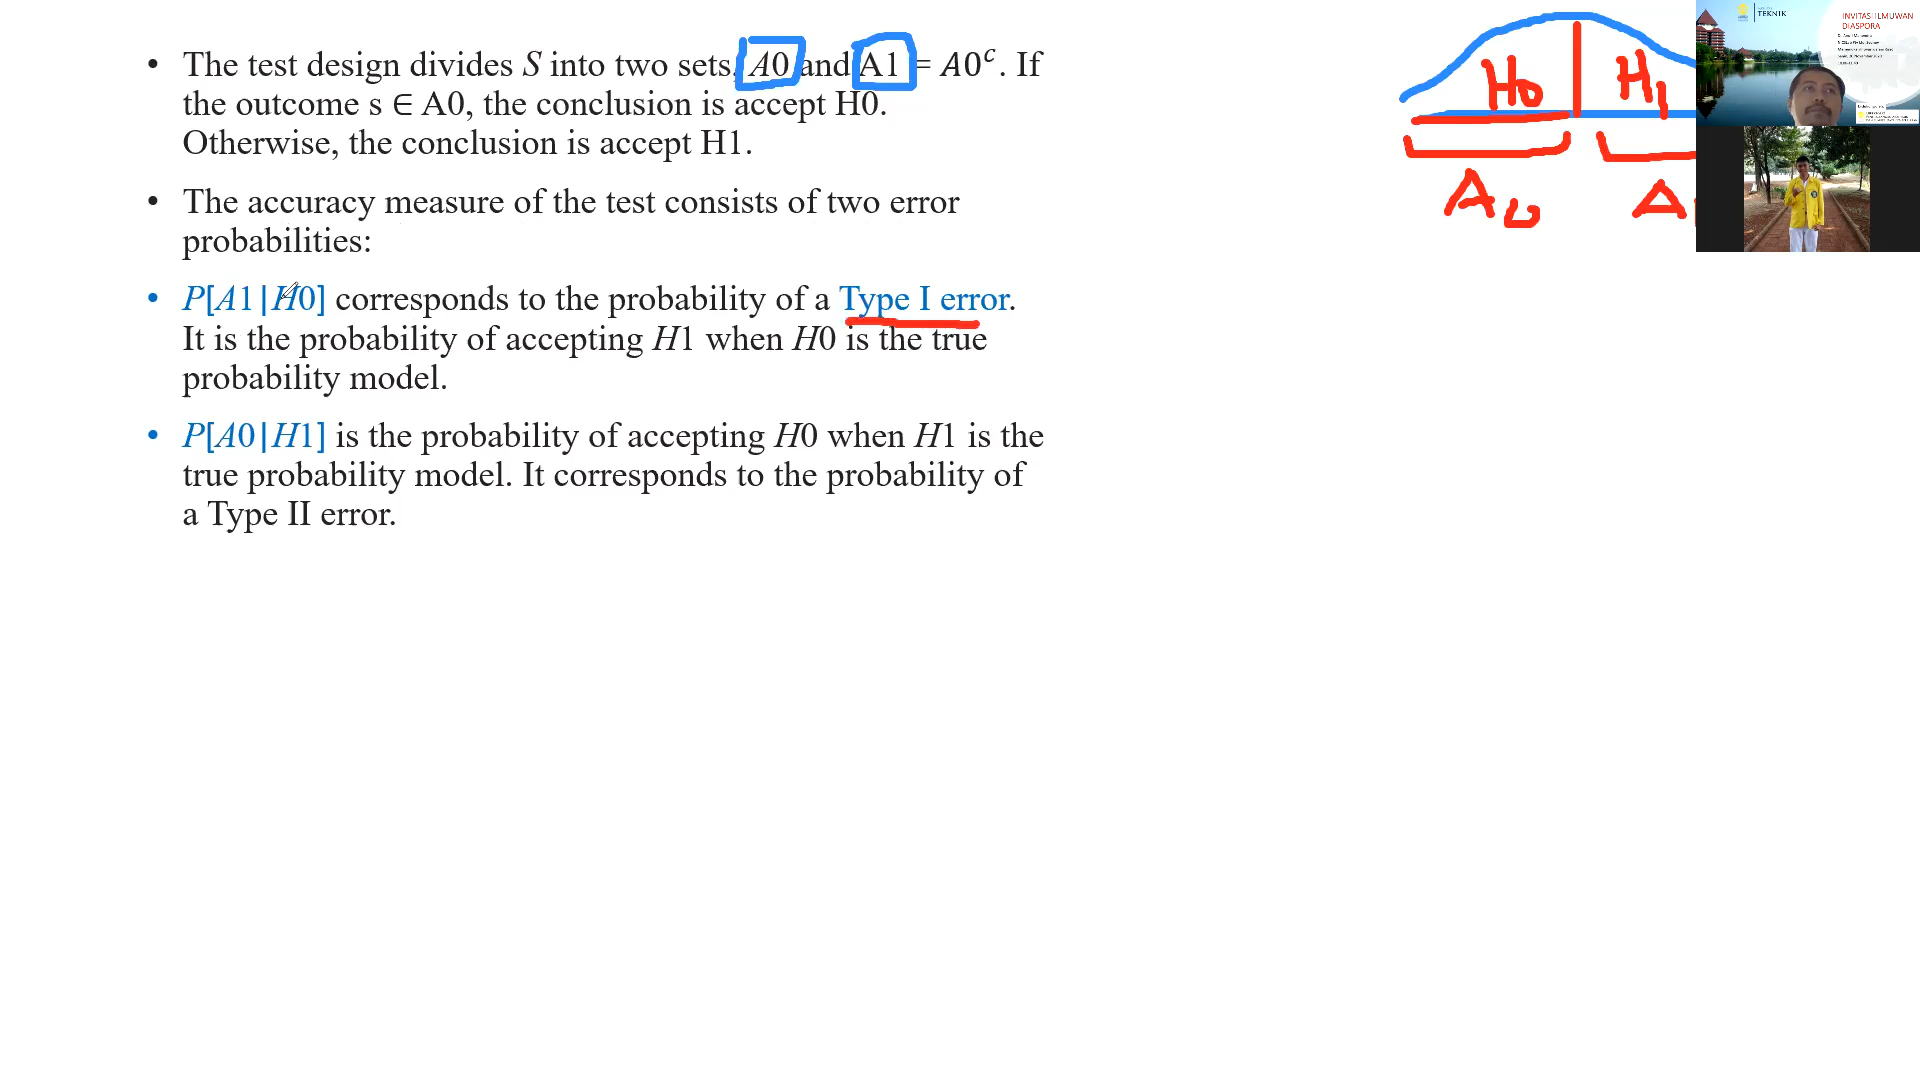 • The test design divides S into two sets, A0 and A1 = A0ᶜ. If
the outcome s ∈ A0, the conclusion is accept H0.
Otherwise, the conclusion is accept H1.
• The accuracy measure of the test consists of two error
probabilities:
• P[A1|H0] corresponds to the probability of a Type I error.
It is the probability of accepting H1 when H0 is the true
probability model.
• P[A0|H1] is the probability of accepting H0 when H1 is the
true probability model. It corresponds to the probability of
a Type II error.
H0 H1
A0 A
TEKNIK
INVITASI ILMUWAN
DIASPORA